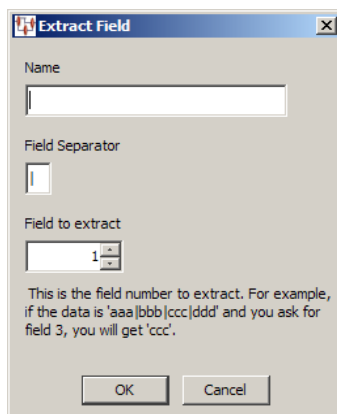 Extract Field
Name
Field Separator
|
Field to extract
1
This is the field number to extract. For example,
if the data is 'aaa|bbb|ccc|ddd' and you ask for
field 3, you will get 'ccc'.
OK Cancel